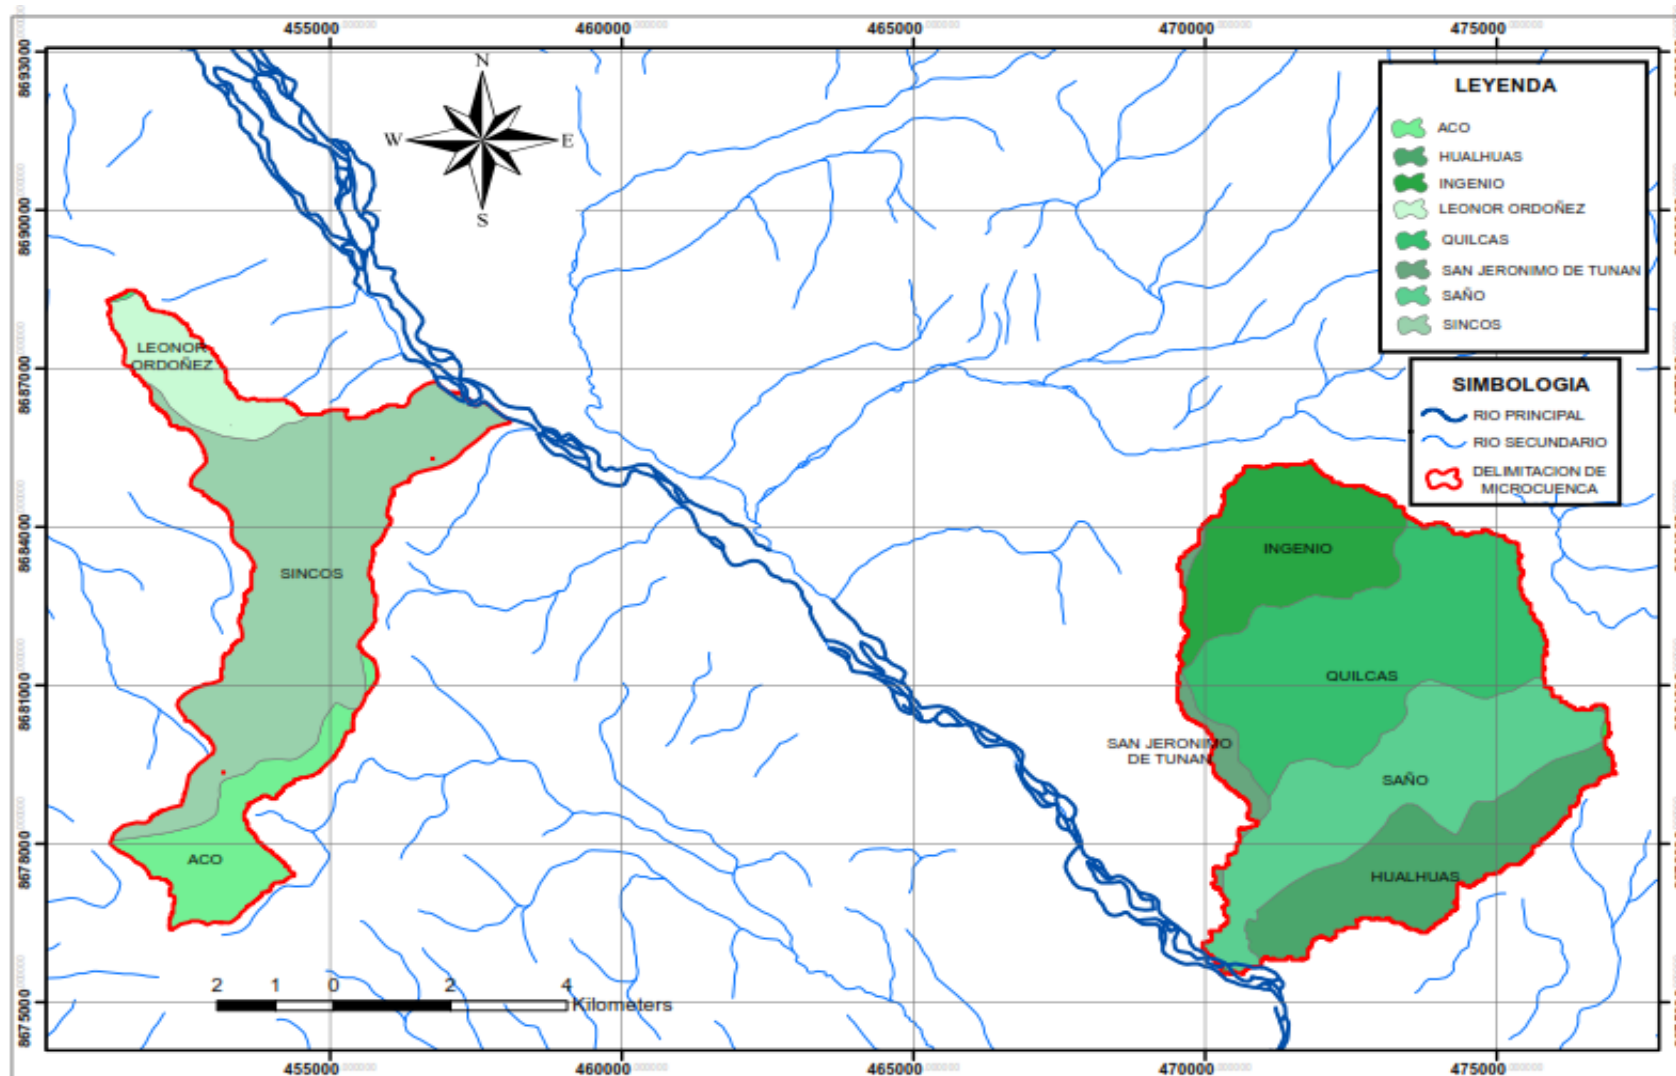 455000 460000 465000 470000 475000
8693000
8690000
8687000
8684000
8681000
8678000
8675000
N
W E
S
LEYENDA
ACO
HUALHUAS
INGENIO
LEONOR ORDOÑEZ
QUILCAS
SAN JERONIMO DE TUNAN
SAÑO
SINCOS
SIMBOLOGIA
RIO PRINCIPAL
RIO SECUNDARIO
DELIMITACION DE
MICROCUENCA
LEONOR
ORDOÑEZ
SINCOS
ACO
INGENIO
QUILCAS
SAN JERONIMO
DE TUNAN
SAÑO
HUALHUAS
2 1 0 2 4
Kilometers
455000 460000 465000 470000 475000